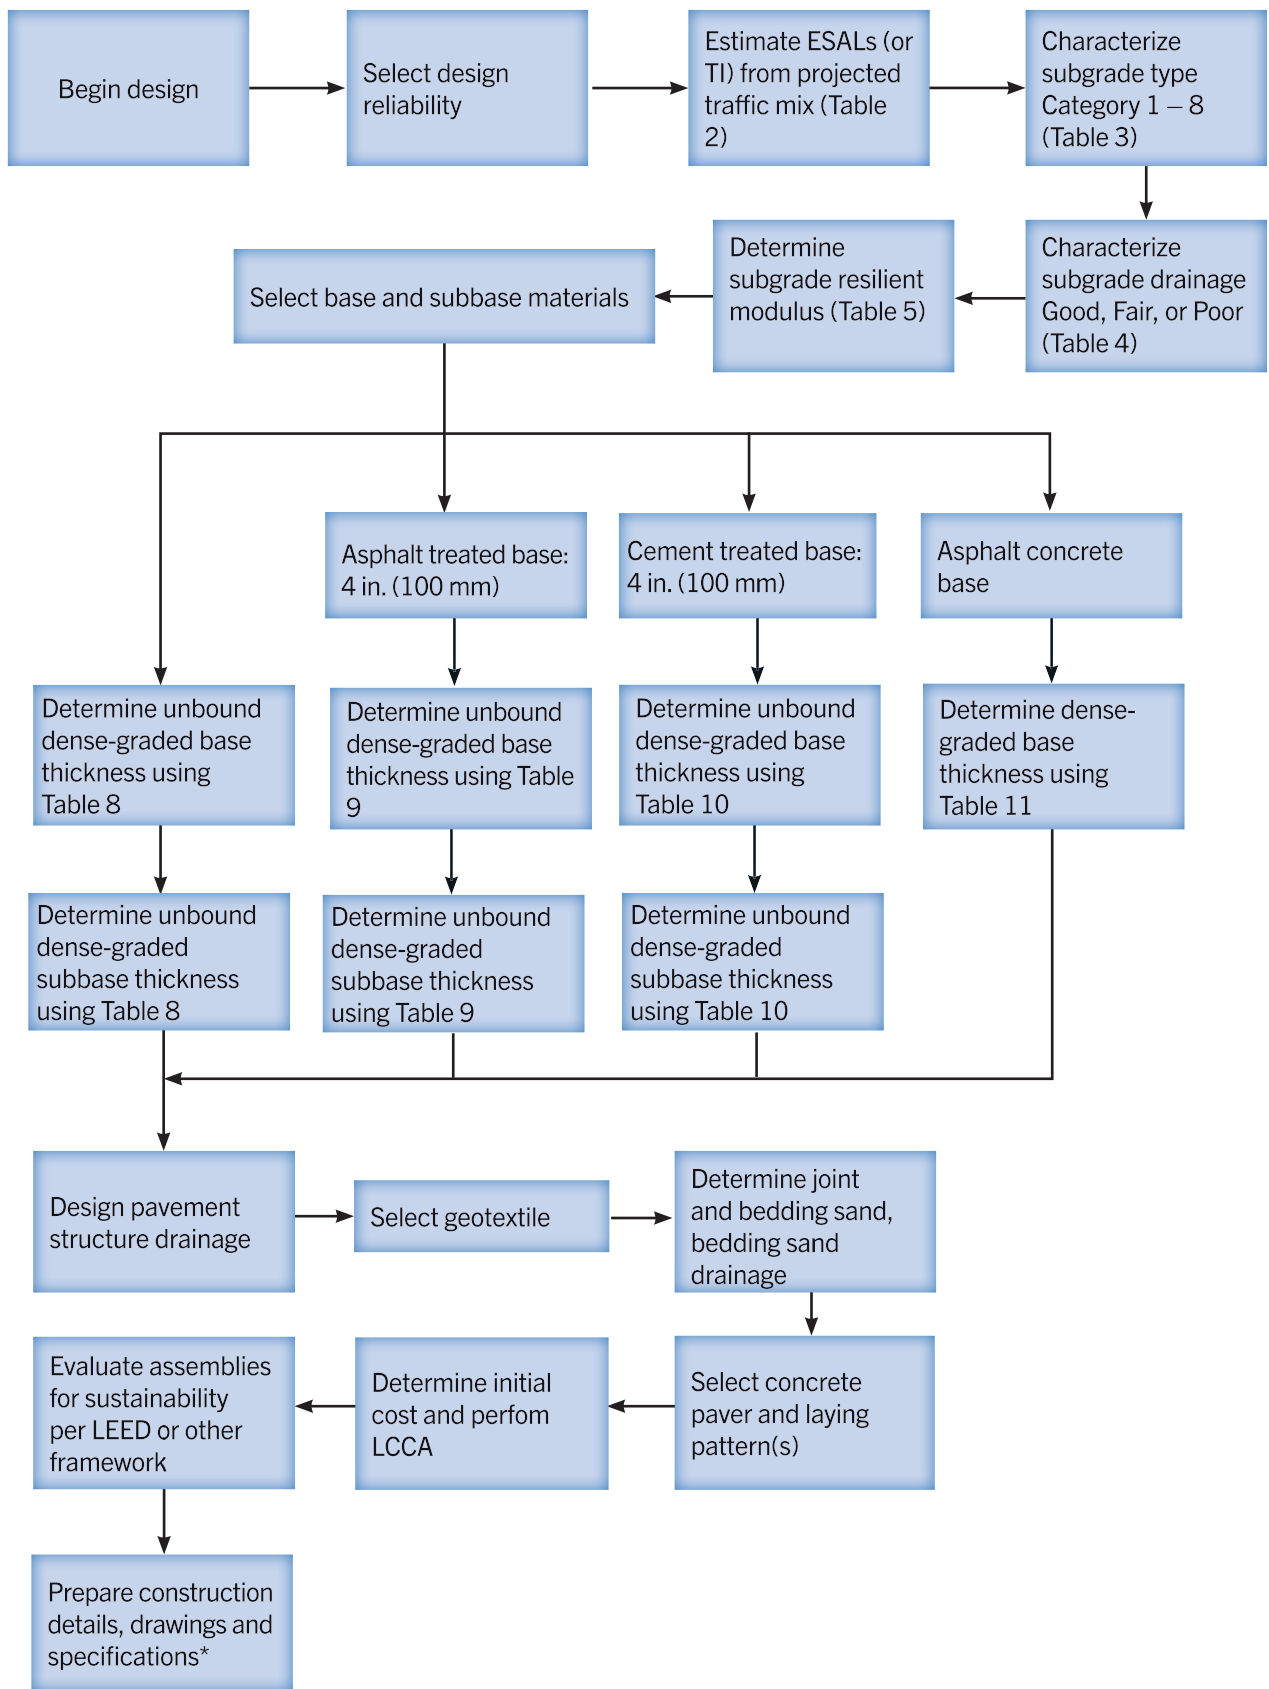 Begin design
Select design
reliability
Estimate ESALs (or
TI) from projected
traffic mix (Table
2)
Characterize
subgrade type
Category 1 – 8
(Table 3)
Characterize
subgrade drainage
Good, Fair, or Poor
(Table 4)
Determine
subgrade resilient
modulus (Table 5)
Select base and subbase materials
Asphalt treated base:
4 in. (100 mm)
Cement treated base:
4 in. (100 mm)
Asphalt concrete
base
Determine unbound
dense-graded base
thickness using
Table 8
Determine unbound
dense-graded base
thickness using Table
9
Determine unbound
dense-graded base
thickness using
Table 10
Determine dense-
graded base
thickness using
Table 11
Determine unbound
dense-graded
subbase thickness
using Table 8
Determine unbound
dense-graded
subbase thickness
using Table 9
Determine unbound
dense-graded
subbase thickness
using Table 10
Design pavement
structure drainage
Select geotextile
Determine joint
and bedding sand,
bedding sand
drainage
Select concrete
paver and laying
pattern(s)
Determine initial
cost and perfom
LCCA
Evaluate assemblies
for sustainability
per LEED or other
framework
Prepare construction
details, drawings and
specifications*